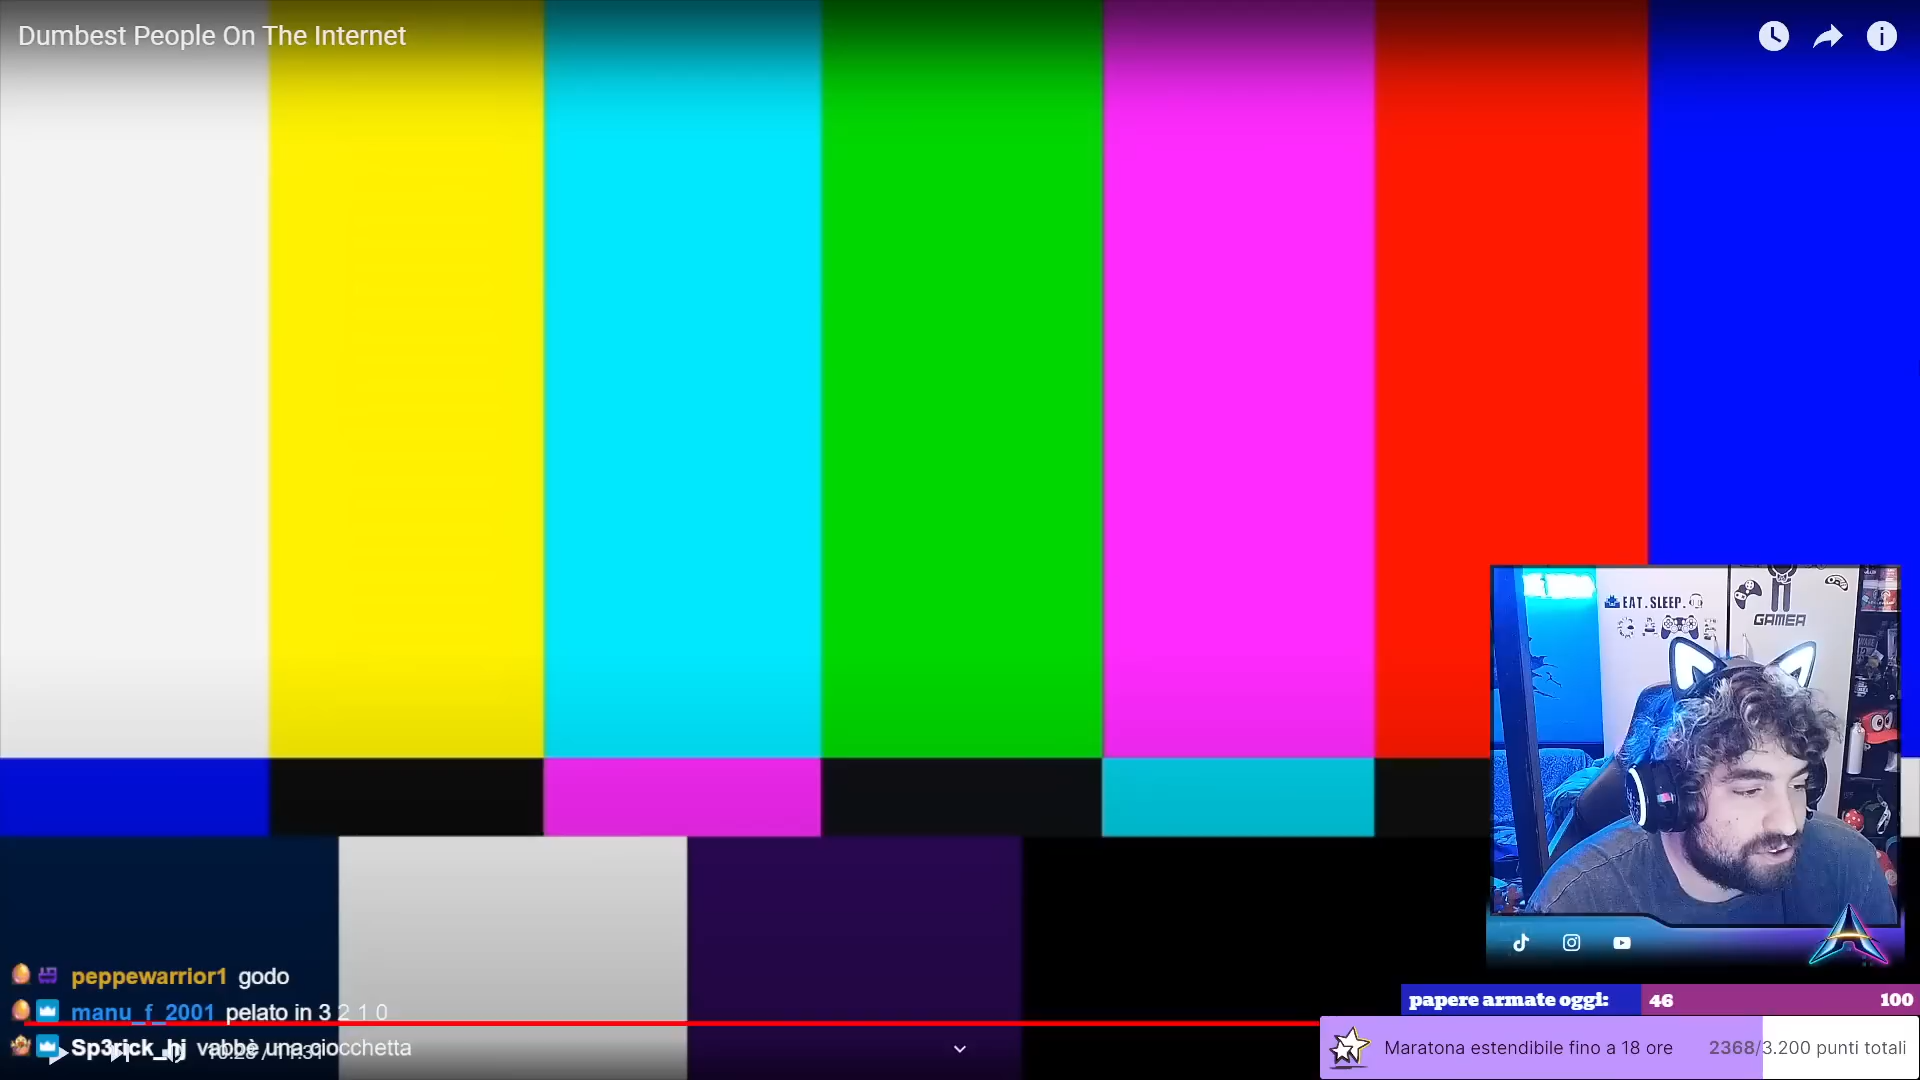 Dumbest People On The Internet
EAT.SLEEP.
GAMER
peppewarrior1 godo
manu_f_2001 pelato in 3 2 1 0
Sp3rick_hj vabbè una ciocchetta
papere armate oggi: 46 100
Maratona estendibile fino a 18 ore 2368/3.200 punti totali